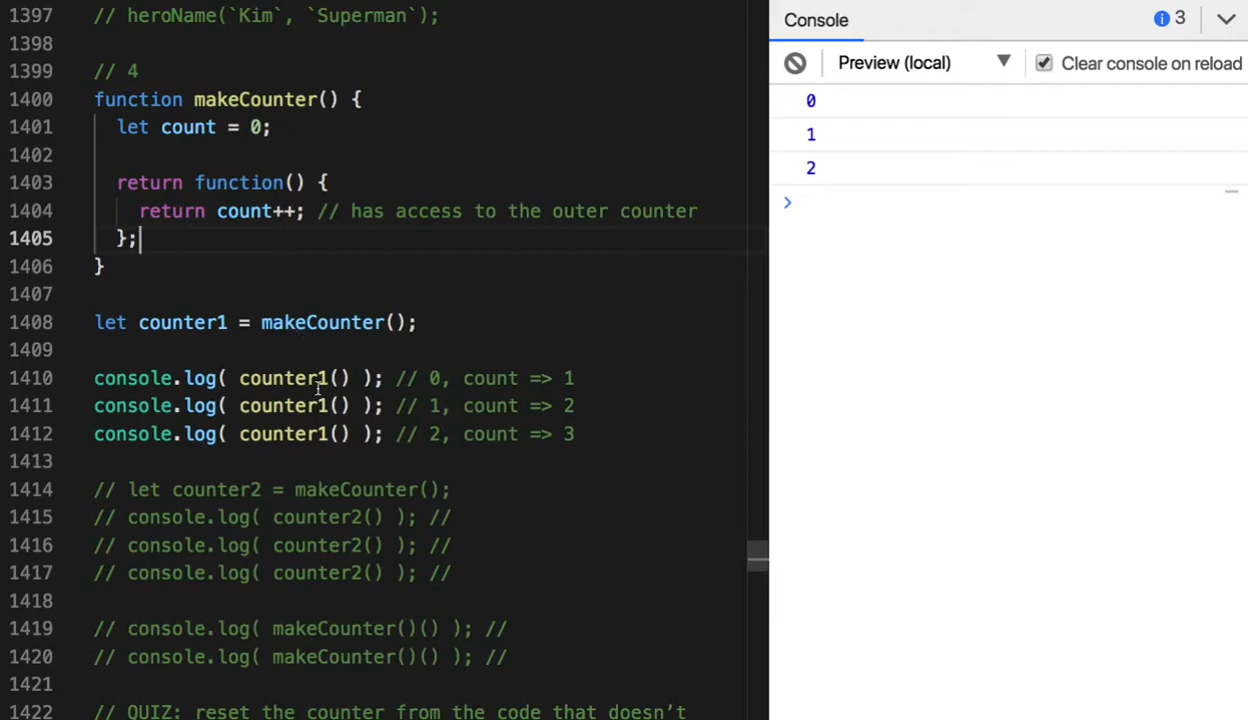 1397 // heroName(`Kim`, `Superman`);
1398
1399 // 4
1400 function makeCounter() {
1401 let count = 0;
1402
1403 return function() {
1404 return count++; // has access to the outer counter
1405 };
1406 }
1407
1408 let counter1 = makeCounter();
1409
1410 console.log( counter1() ); // 0, count => 1
1411 console.log( counter1() ); // 1, count => 2
1412 console.log( counter1() ); // 2, count => 3
1413
1414 // let counter2 = makeCounter();
1415 // console.log( counter2() ); //
1416 // console.log( counter2() ); //
1417 // console.log( counter2() ); //
1418
1419 // console.log( makeCounter()() ); //
1420 // console.log( makeCounter()() ); //
1421
1422 // QUIZ: reset the counter from the code that doesn’t
Console 3
Preview (local) Clear console on reload
0
1
2